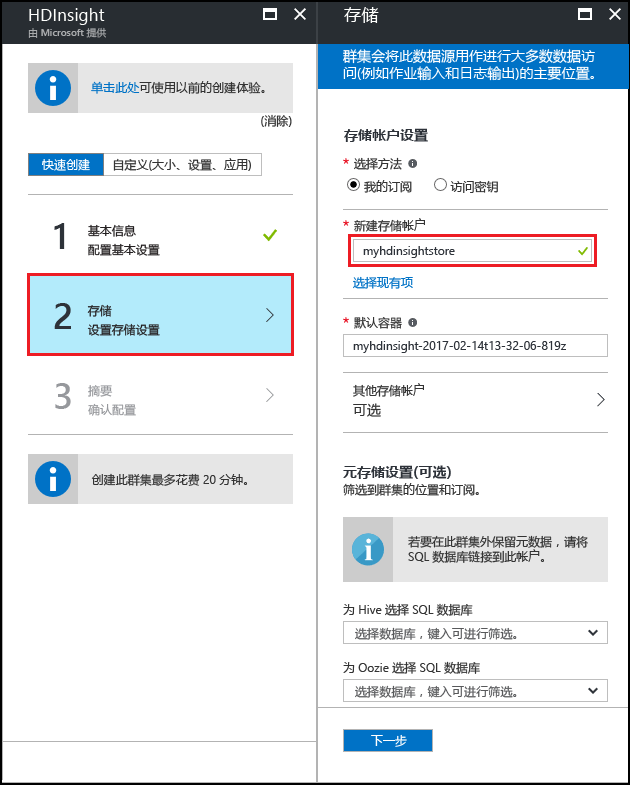 HDInsight
由 Microsoft 提供
单击此处可使用以前的创建体验。
(消除)
快速创建
自定义(大小、设置、应用)
1
基本信息
配置基本设置
2
存储
设置存储设置
3
摘要
确认配置
创建此群集最多花费 20 分钟。
存储
群集会将此数据源用作进行大多数数据访
问(例如作业输入和日志输出)的主要位置。
存储帐户设置
* 选择方法
我的订阅
访问密钥
* 新建存储帐户
myhdinsightstore
选择现有项
* 默认容器
myhdinsight-2017-02-14t13-32-06-819z
其他存储帐户
可选
元存储设置(可选)
筛选到群集的位置和订阅。
若要在此群集外保留元数据，请将
SQL 数据库链接到此帐户。
为 Hive 选择 SQL 数据库
选择数据库，键入可进行筛选。
为 Oozie 选择 SQL 数据库
选择数据库，键入可进行筛选。
下一步